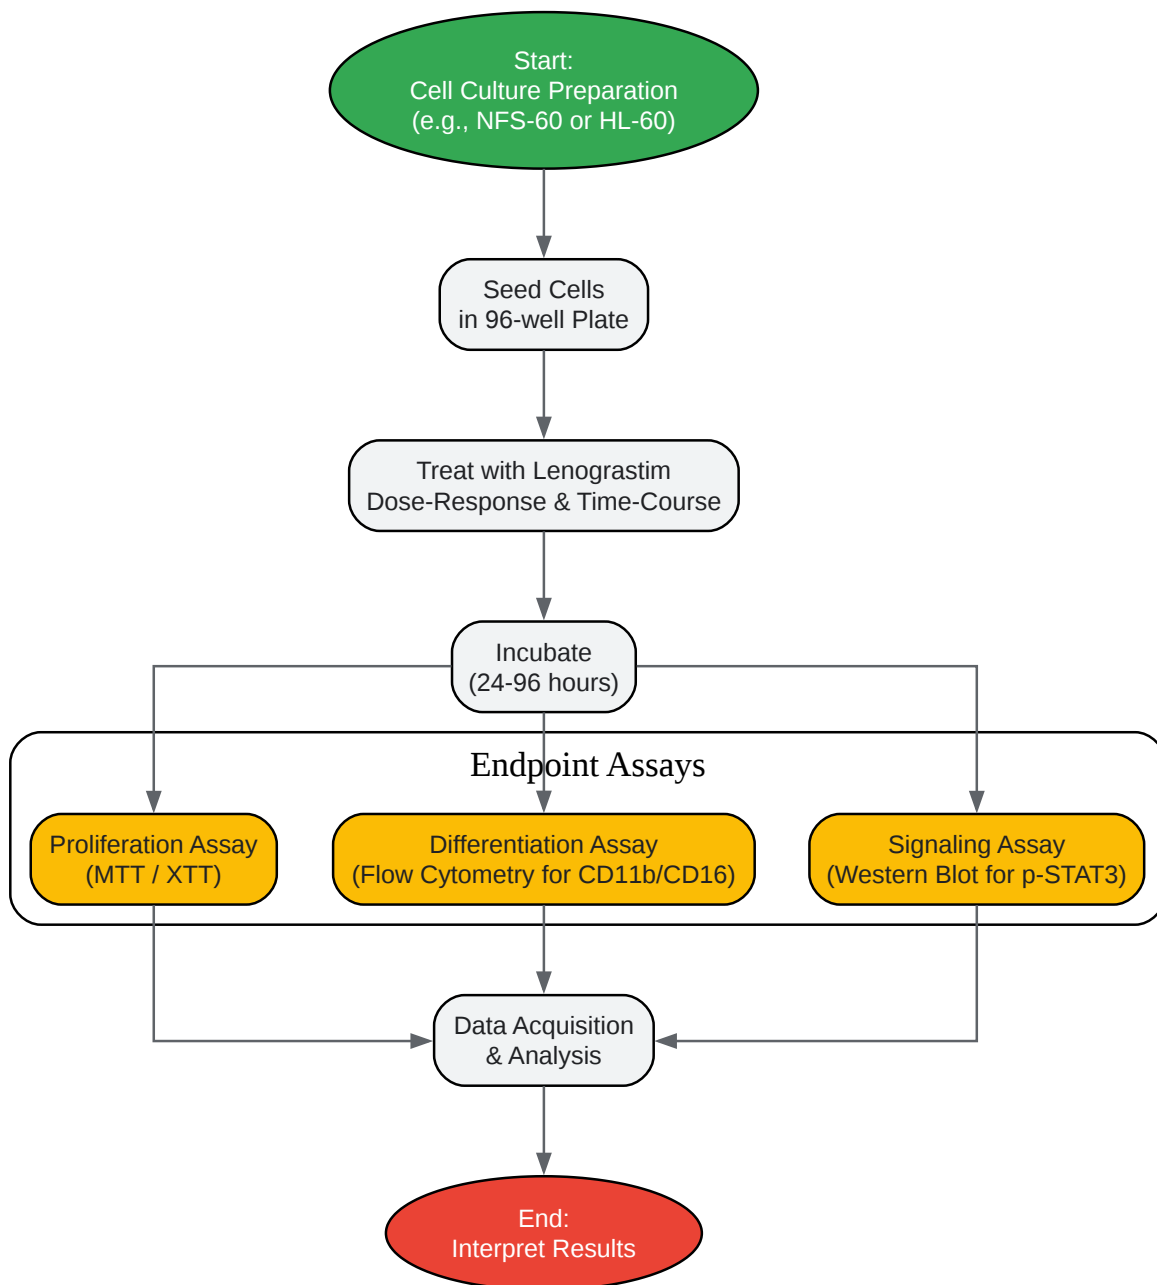 Start:
Cell Culture Preparation
(e.g., NFS-60 or HL-60)
Seed Cells
in 96-well Plate
Treat with Lenograstim
Dose-Response & Time-Course
Incubate
(24-96 hours)
Endpoint Assays
Proliferation Assay
(MTT / XTT)
Differentiation Assay
(Flow Cytometry for CD11b/CD16)
Signaling Assay
(Western Blot for p-STAT3)
Data Acquisition
& Analysis
End:
Interpret Results